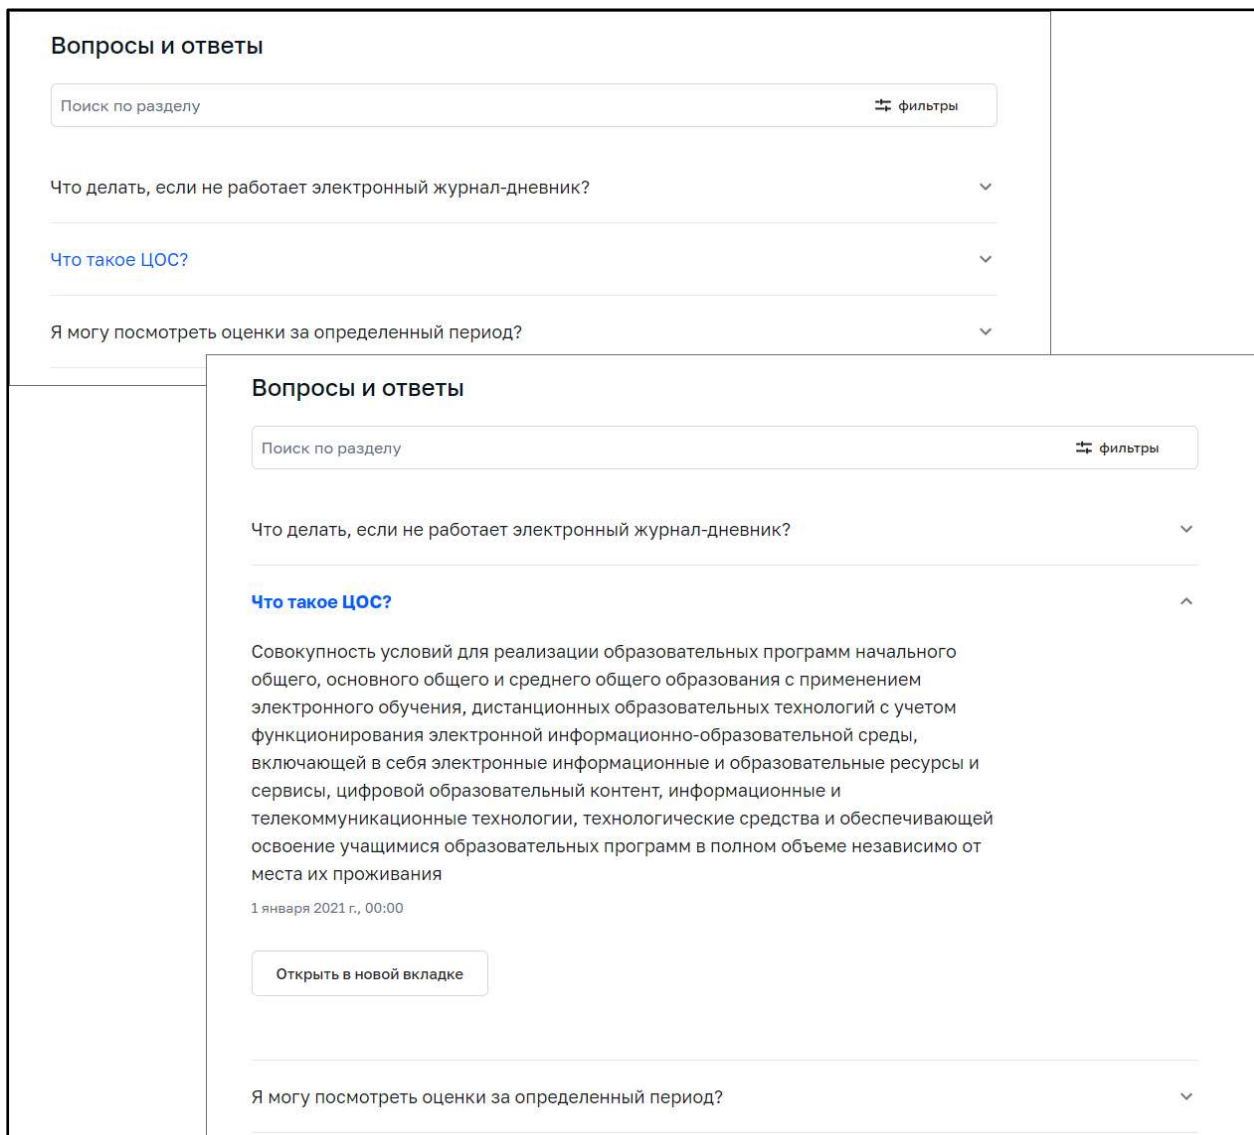 Вопросы и ответы
Поиск по разделу
фильтры
Что делать, если не работает электронный журнал-дневник?
Что такое ЦОС?
Я могу посмотреть оценки за определенный период?
Вопросы и ответы
Поиск по разделу
фильтры
Что делать, если не работает электронный журнал-дневник?
Что такое ЦОС?
Совокупность условий для реализации образовательных программ начального
общего, основного общего и среднего общего образования с применением
электронного обучения, дистанционных образовательных технологий с учетом
функционирования электронной информационно-образовательной среды,
включающей в себя электронные информационные и образовательные ресурсы и
сервисы, цифровой образовательный контент, информационные и
телекоммуникационные технологии, технологические средства и обеспечивающей
освоение учащимися образовательных программ в полном объеме независимо от
места их проживания
1 января 2021 г., 00:00
Открыть в новой вкладке
Я могу посмотреть оценки за определенный период?